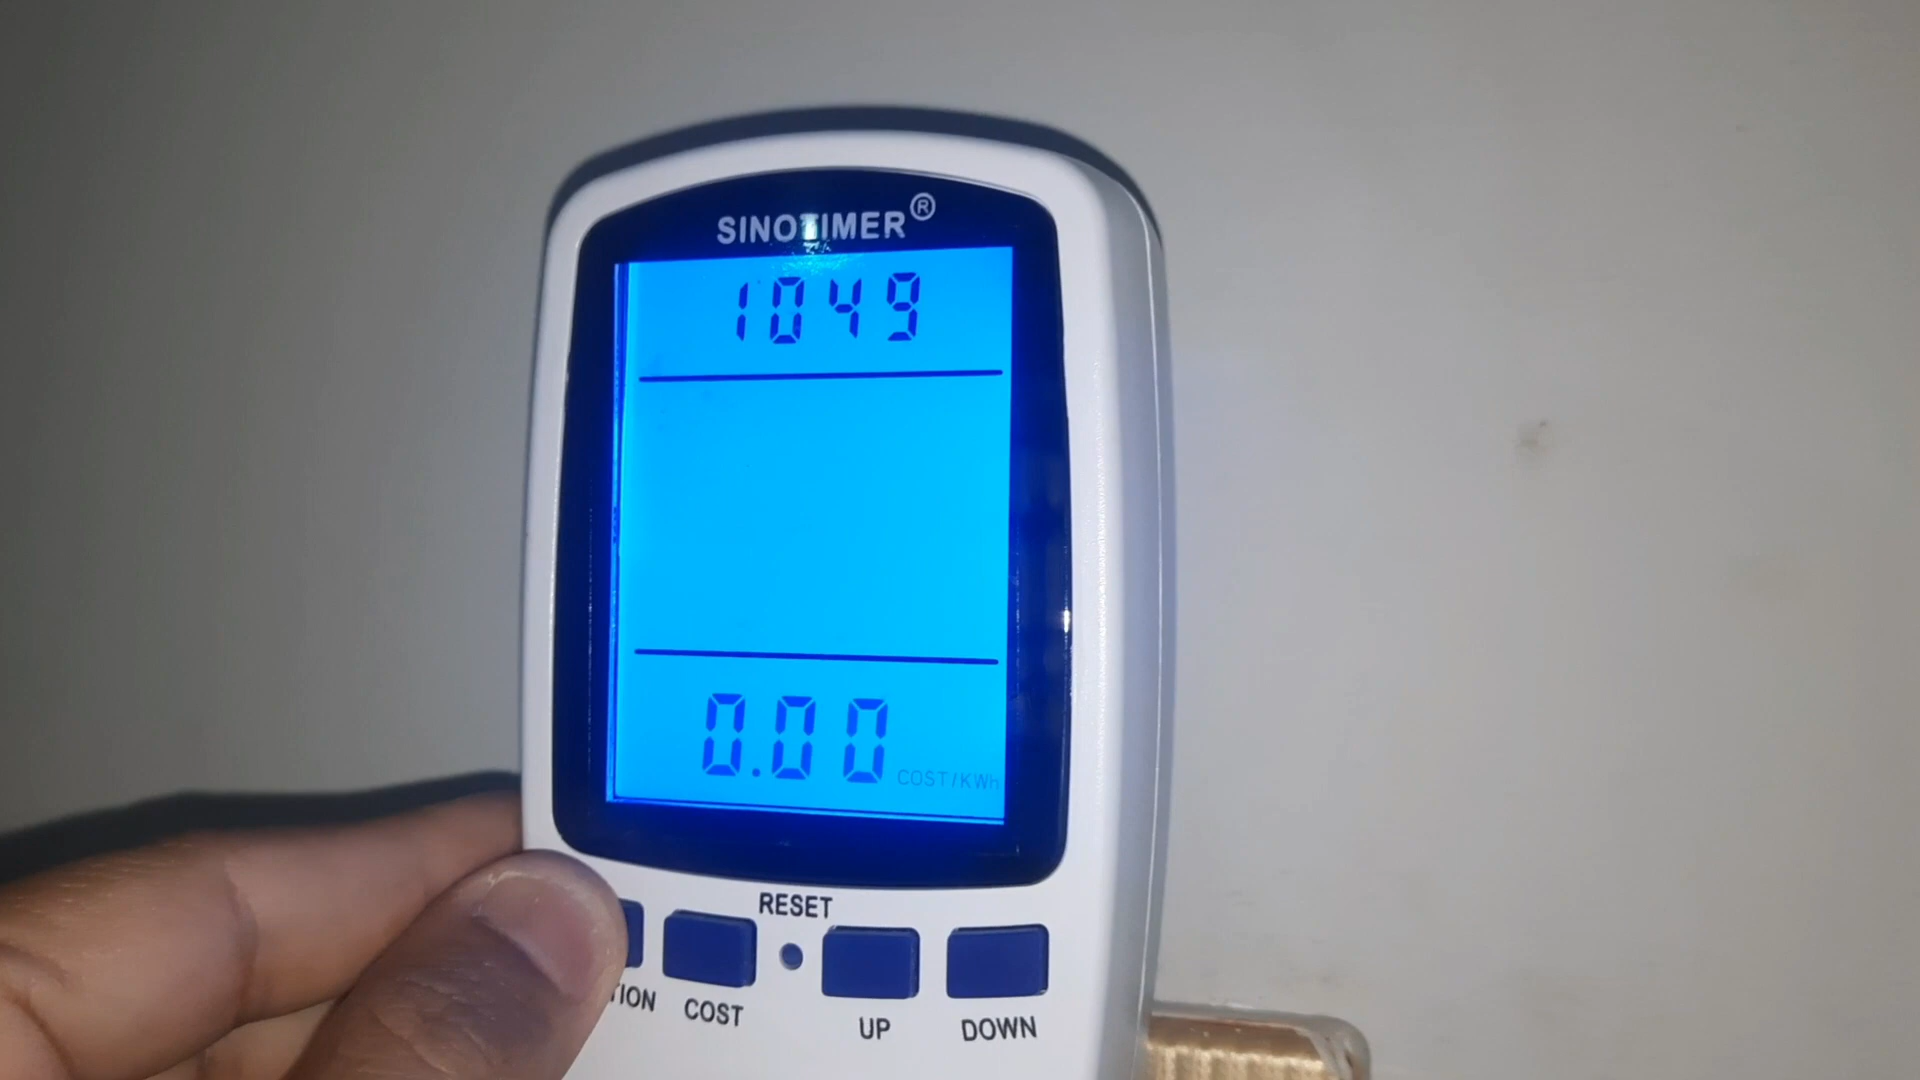 SINOTIMER®
1049
0.00 COST/KWh
RESET
TION COST UP DOWN